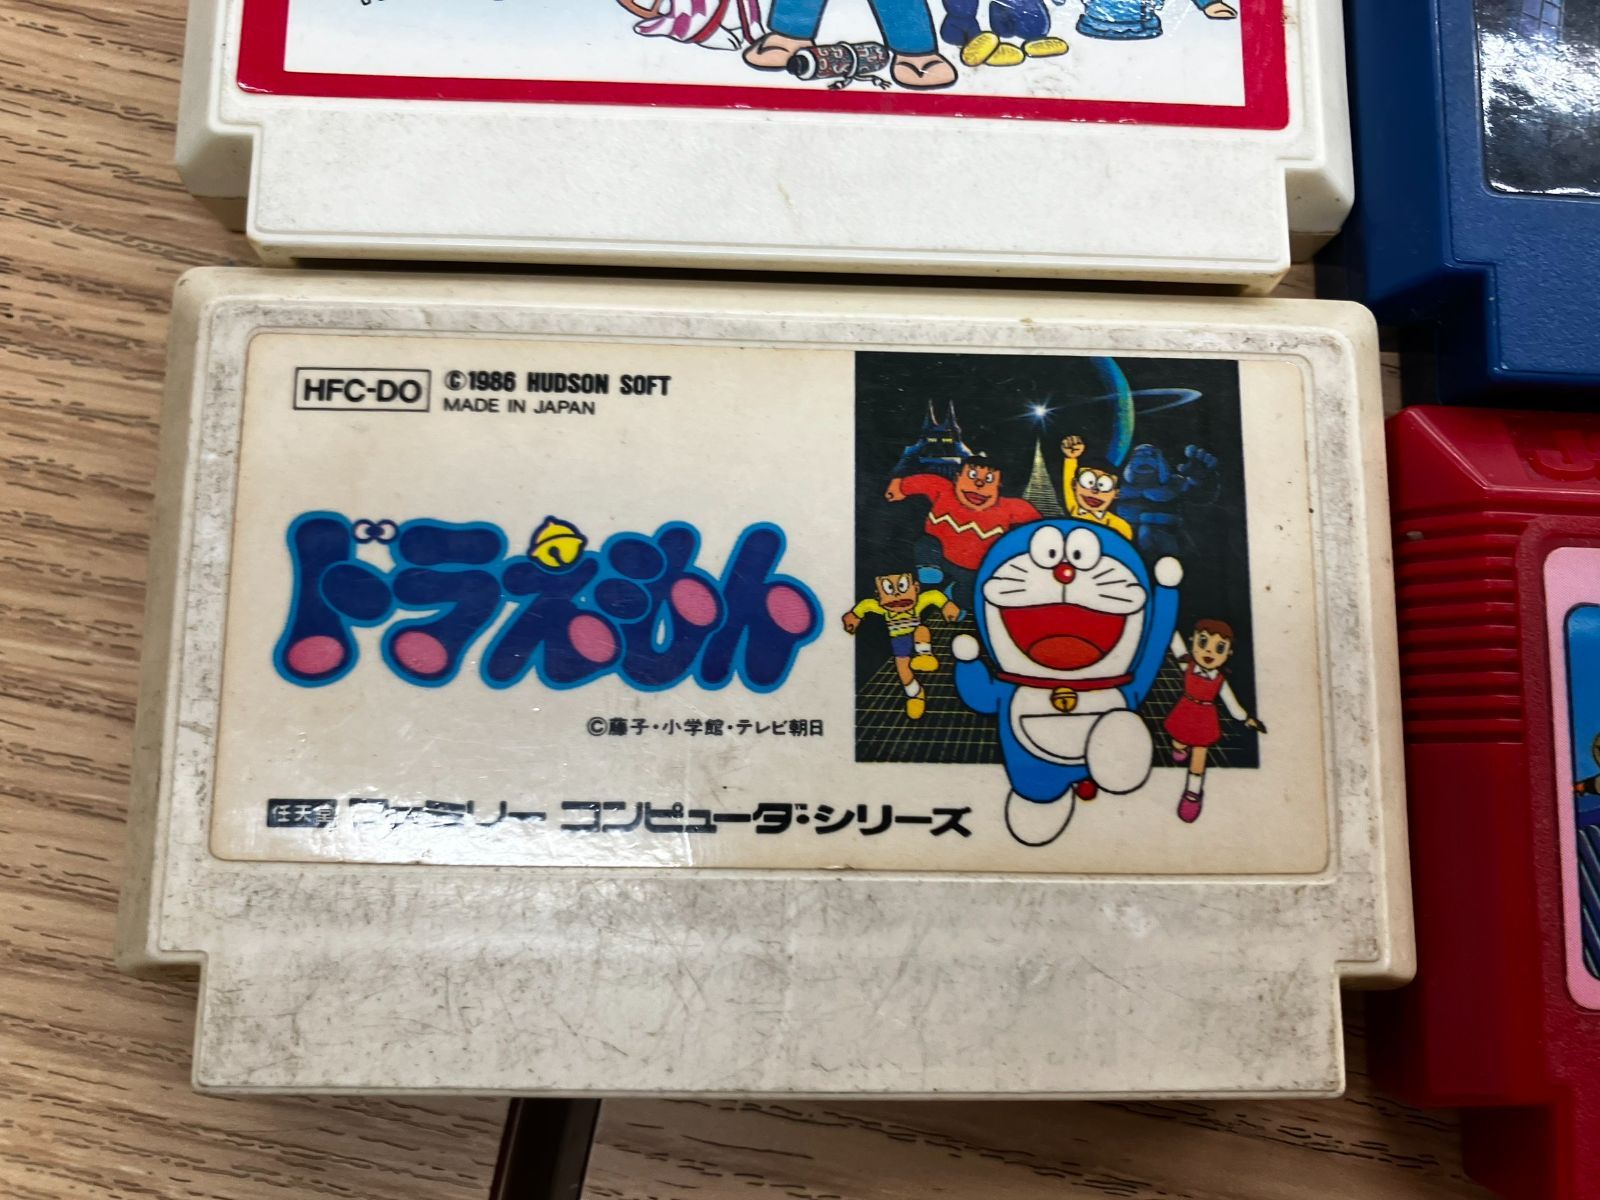 HFC-DO ©1986 HUDSON SOFT
MADE IN JAPAN
ドラえもん
©藤子・小学館・テレビ朝日
任天堂 ファミリー コンピュータ・シリーズ™